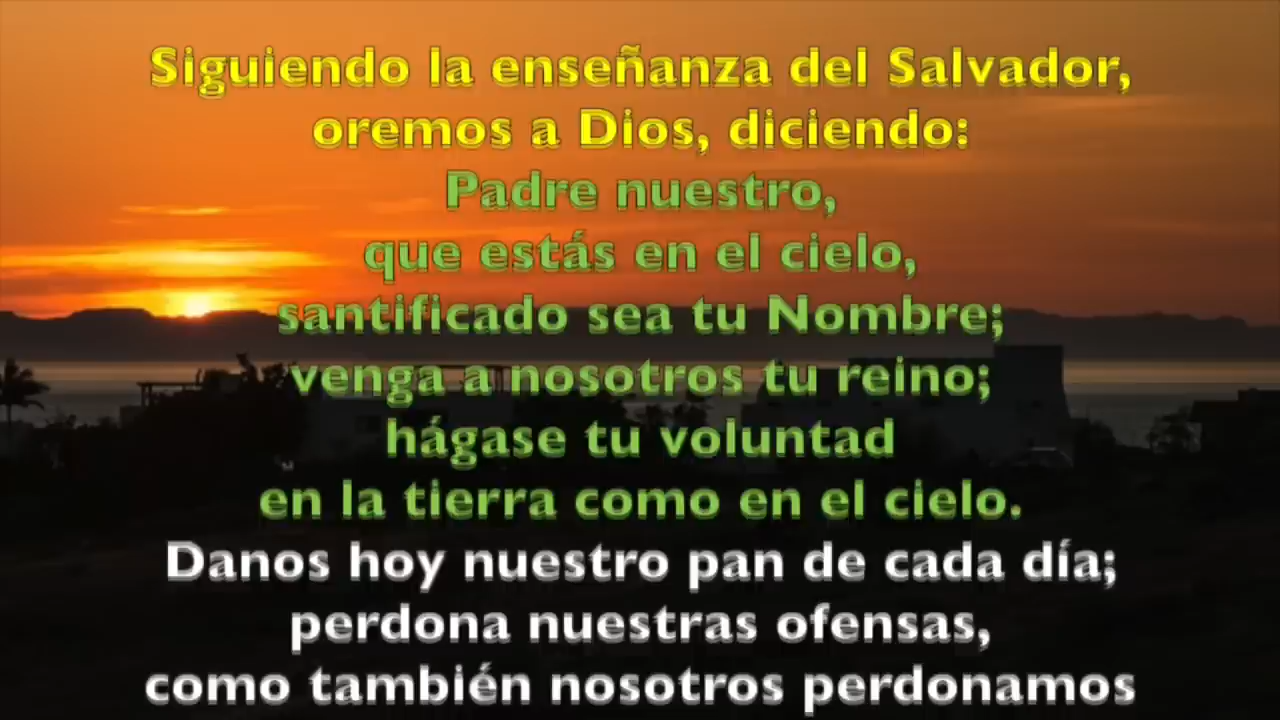 Siguiendo la enseñanza del Salvador,
oremos a Dios, diciendo:
Padre nuestro,
que estás en el cielo,
santificado sea tu Nombre;
venga a nosotros tu reino;
hágase tu voluntad
en la tierra como en el cielo.
Danos hoy nuestro pan de cada día;
perdona nuestras ofensas,
como también nosotros perdonamos